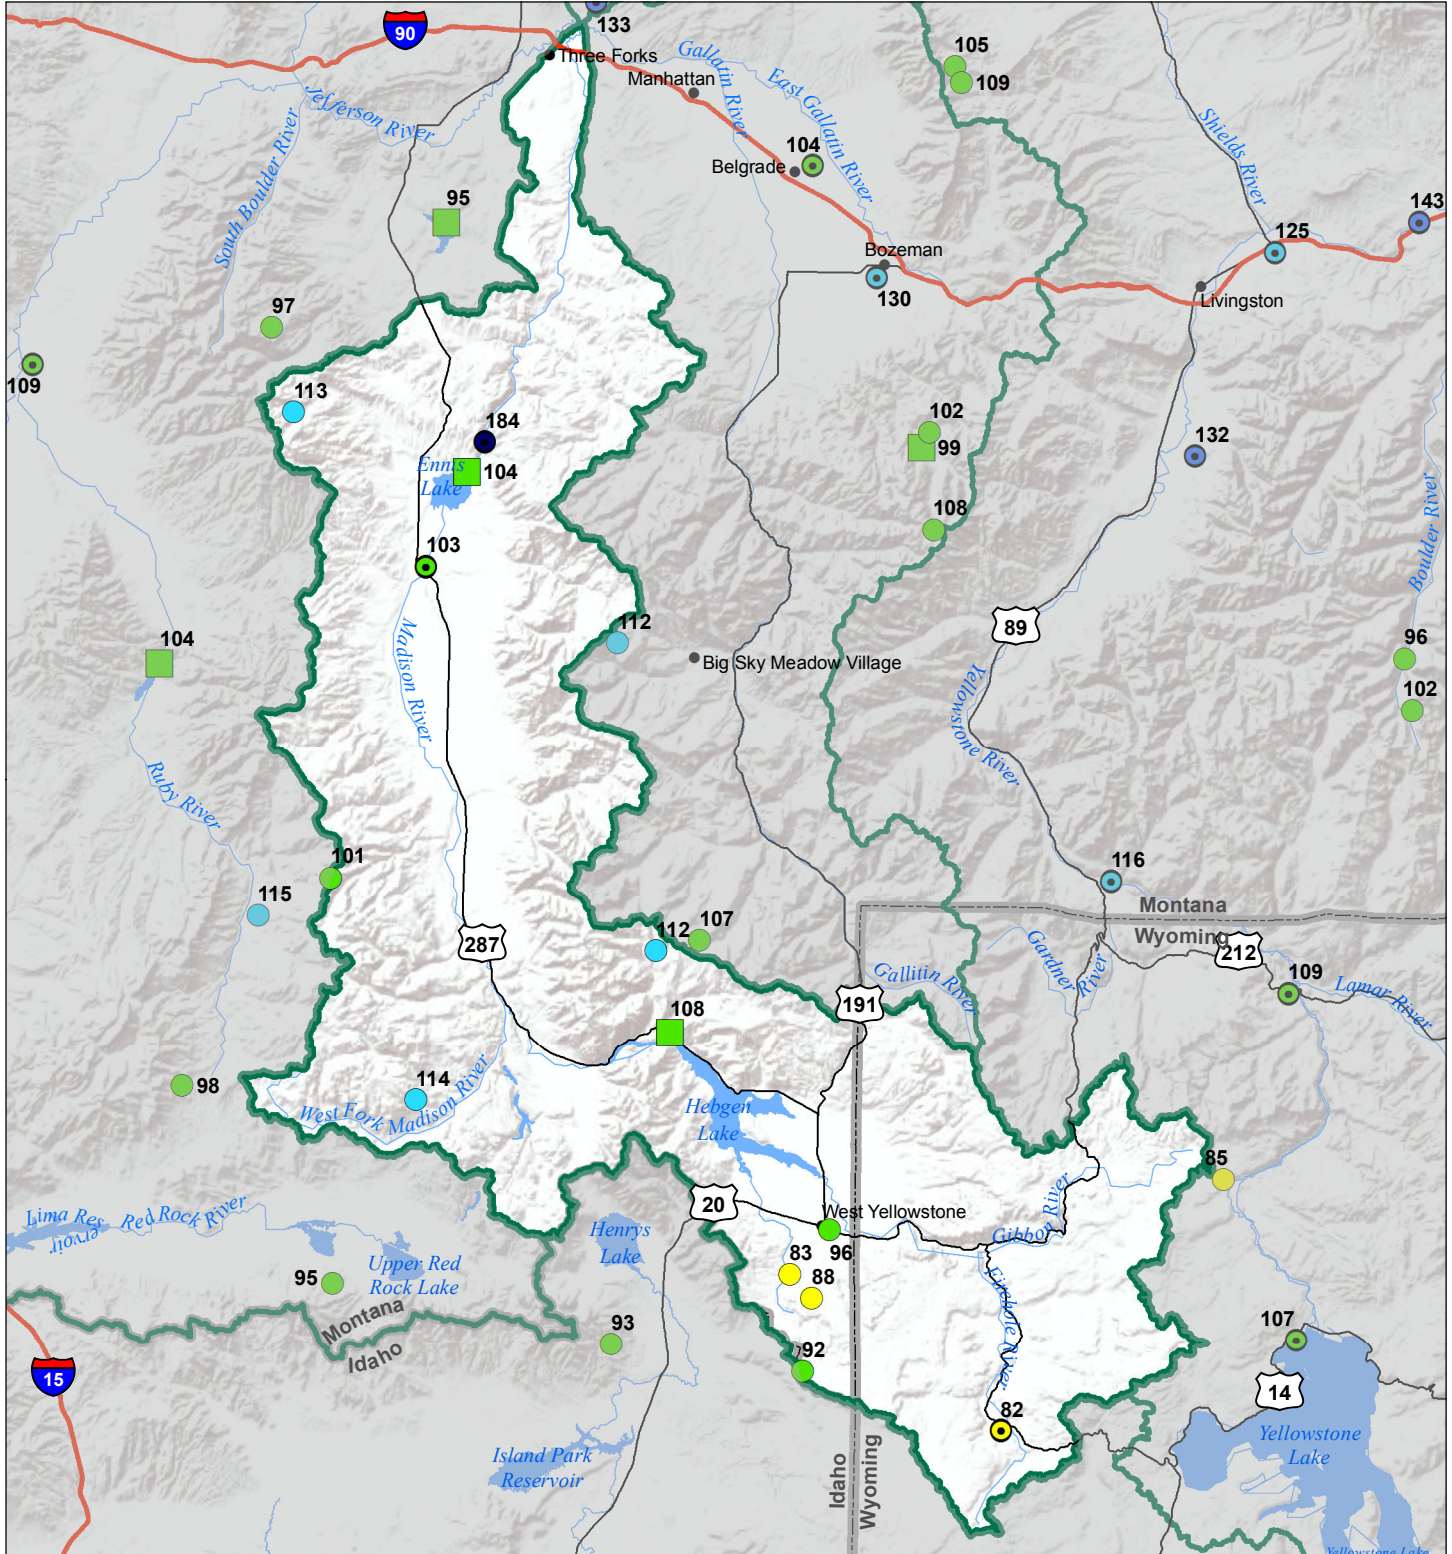 90
133
Three Forks
Manhattan
Gallatin River
East Gallatin River
105
109
Jefferson River
South Boulder River
104
Belgrade
Shields River
95
143
125
Bozeman
130
Livingston
97
109
113
184
Ennis
Lake
104
102
99
132
108
Boulder River
103
112
Big Sky Meadow Village
89
104
Madison River
Yellowstone River
96
102
Ruby River
101
115
116
Montana
Wyoming
287
112
107
212
Gardner
River
Gallitin River
109
Lamar River
191
108
98
114
West Fork Madison River
Hebgen
Lake
85
20
West Yellowstone
96
Gibbon River
Lima Res
ervoir
Red Rock River
Henrys
Lake
Upper Red
Rock Lake
95
83
88
Firehole River
Montana
Idaho
93
92
107
15
14
82
Yellowstone
Lake
Island Park
Reservoir
Idaho
Wyoming
Yellowstone Lake